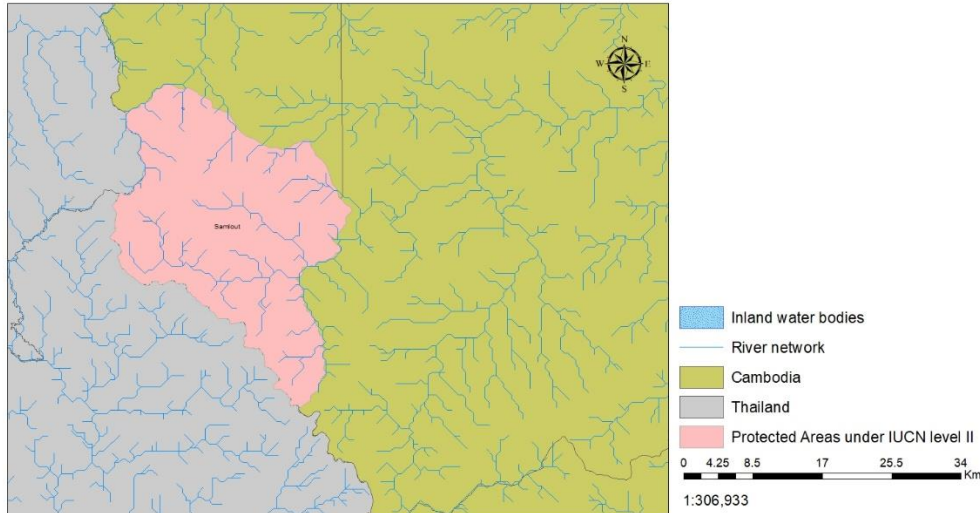 N
W E
S
Samlout
Inland water bodies
River network
Cambodia
Thailand
Protected Areas under IUCN level II
0 4.25 8.5 17 25.5 34
Km
1:306,933